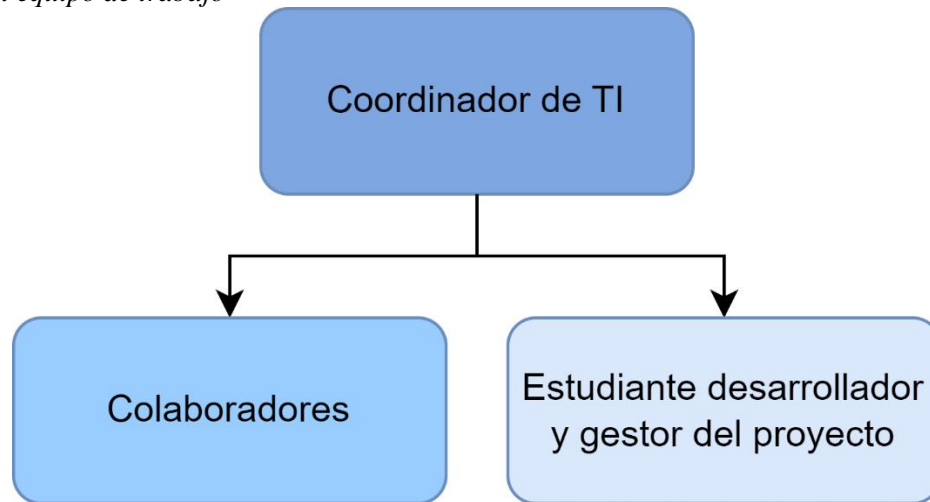 equipo de trabajo
Coordinador de TI
Colaboradores
Estudiante desarrollador
y gestor del proyecto